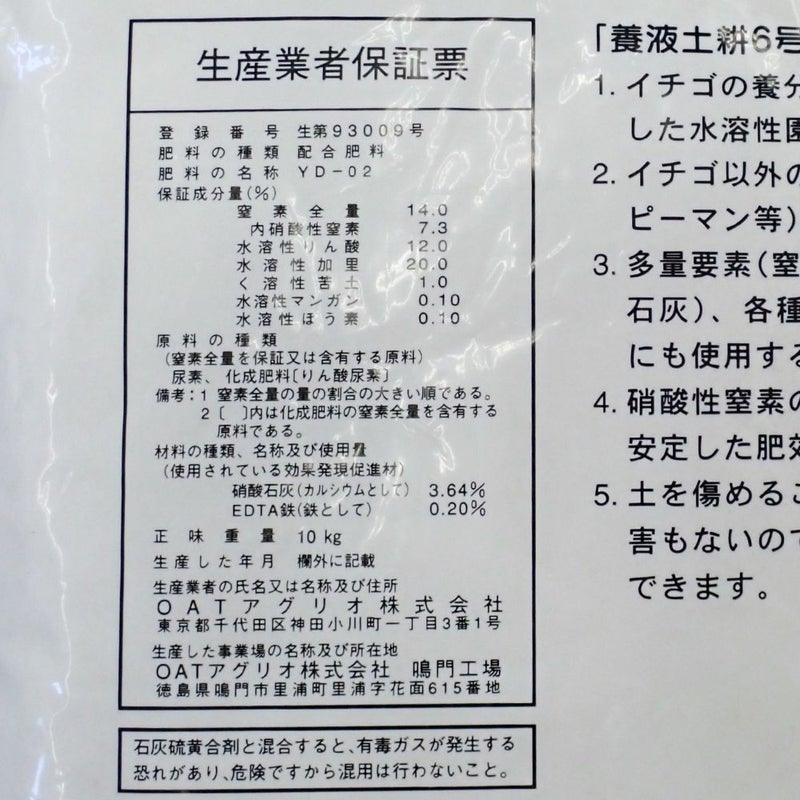 生産業者保証票
登録番号 生第93009号
肥料の種類 配合肥料
肥料の名称 YD-02
保証成分量(%)
窒素全量 14.0
内硝酸性窒素 7.3
水溶性りん酸 12.0
水溶性加里 20.0
く溶性苦土 1.0
水溶性マンガン 0.10
水溶性ほう素 0.10
原料の種類
(窒素全量を保証又は含有する原料)
尿素、化成肥料〔りん酸尿素〕
備考:1 窒素全量の量の割合の大きい順である。
2〔 〕内は化成肥料の窒素全量を含有する
原料である。
材料の種類、名称及び使用量
(使用されている効果発現促進材)
硝酸石灰(カルシウムとして) 3.64%
EDTA鉄(鉄として) 0.20%
正味重量 10kg
生産した年月 欄外に記載
生産業者の氏名又は名称及び住所
OATアグリオ株式会社
東京都千代田区神田小川町一丁目3番1号
生産した事業場の名称及び所在地
OATアグリオ株式会社 鳴門工場
徳島県鳴門市里浦町里浦字花面615番地
石灰硫黄合剤と混合すると、有毒ガスが発生する
恐れがあり、危険ですから混用は行わないこと。
「養液土耕6号
1. イチゴの養分
した水溶性園
2. イチゴ以外の
ピーマン等)
3. 多量要素(窒
石灰)、各種
にも使用する
4. 硝酸性窒素の
安定した肥効
5. 土を傷めるこ
害もないので
できます。